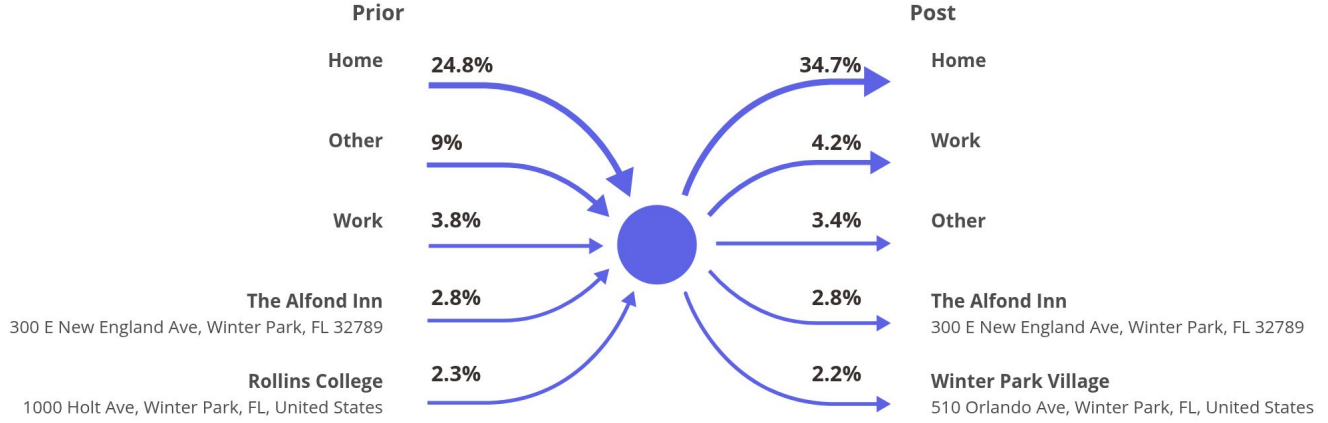 Prior
Post
Home
24.8%
34.7%
Home
Other
9%
4.2%
Work
Work
3.8%
3.4%
Other
The Alfond Inn
2.8%
2.8%
The Alfond Inn
300 E New England Ave, Winter Park, FL 32789
300 E New England Ave, Winter Park, FL 32789
Rollins College
2.3%
2.2%
Winter Park Village
1000 Holt Ave, Winter Park, FL, United States
510 Orlando Ave, Winter Park, FL, United States